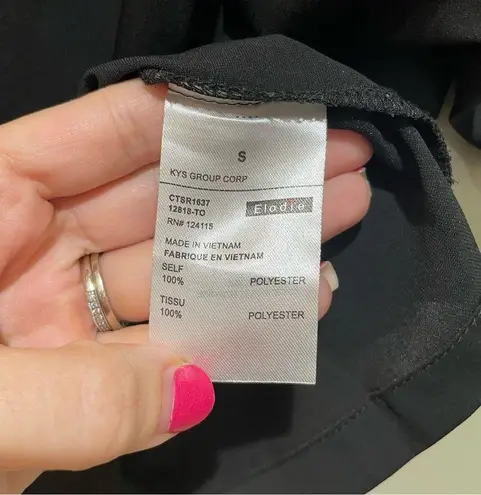 S
KYS GROUP CORP
CTSR1637
12818-TO
Elodie
RN# 124115
MADE IN VIETNAM
FABRIQUE EN VIETNAM
SELF
100% POLYESTER
TISSU
100% POLYESTER